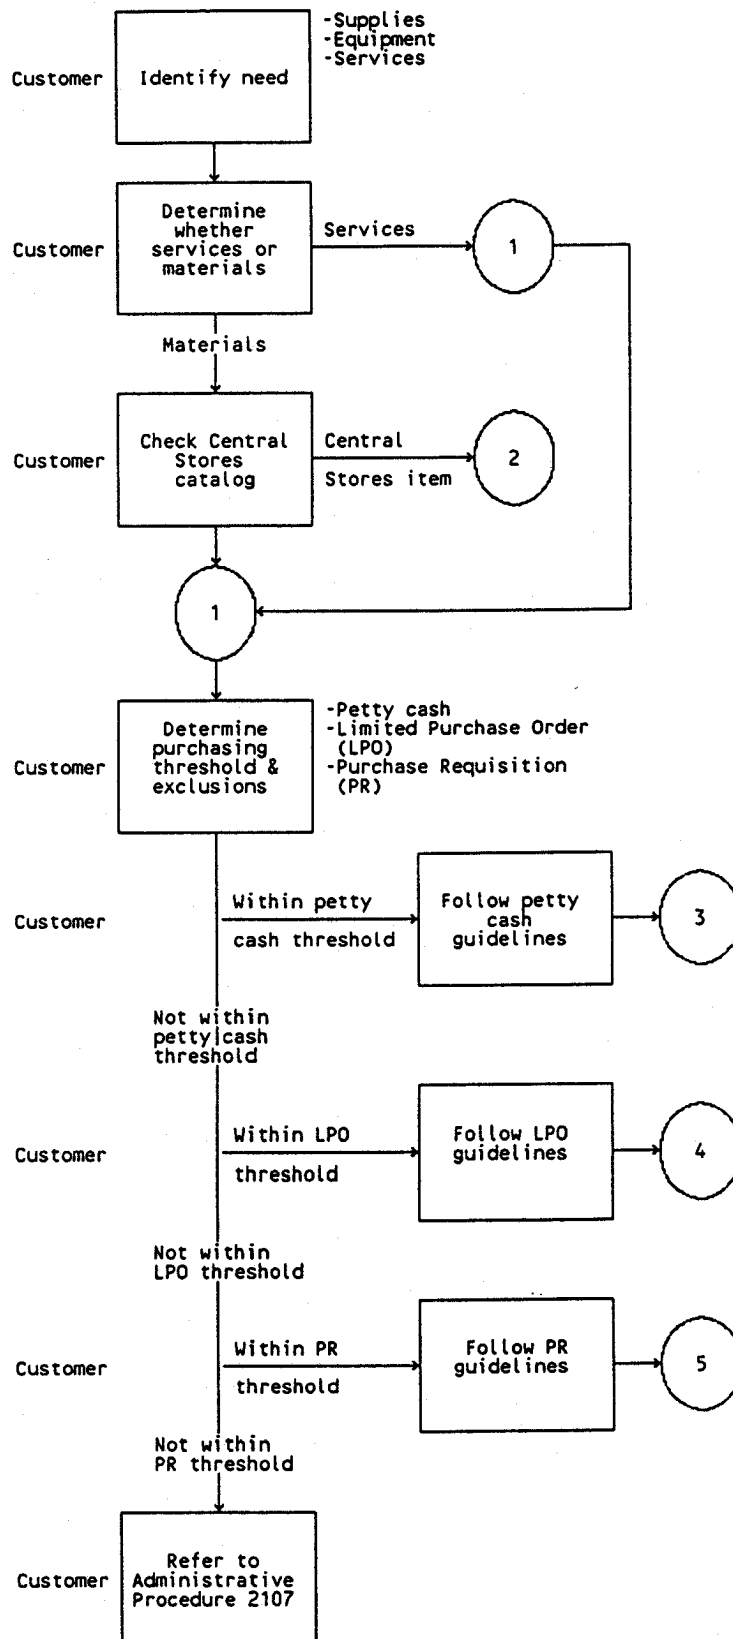 -Supplies
-Equipment
-Services
Customer
Identify need
Determine
whether
services or
materials
Customer
Services
1
Materials
Check Central
Stores
catalog
Customer
Central
Stores item
2
1
Determine
purchasing
threshold &
exclusions
Customer
-Petty cash
-Limited Purchase Order
(LPO)
-Purchase Requisition
(PR)
Customer
Within petty
cash threshold
Follow petty
cash
guidelines
3
Not within
petty cash
threshold
Customer
Within LPO
threshold
Follow LPO
guidelines
4
Not within
LPO threshold
Customer
Within PR
threshold
Follow PR
guidelines
5
Not within
PR threshold
Customer
Refer to
Administrative
Procedure 2107